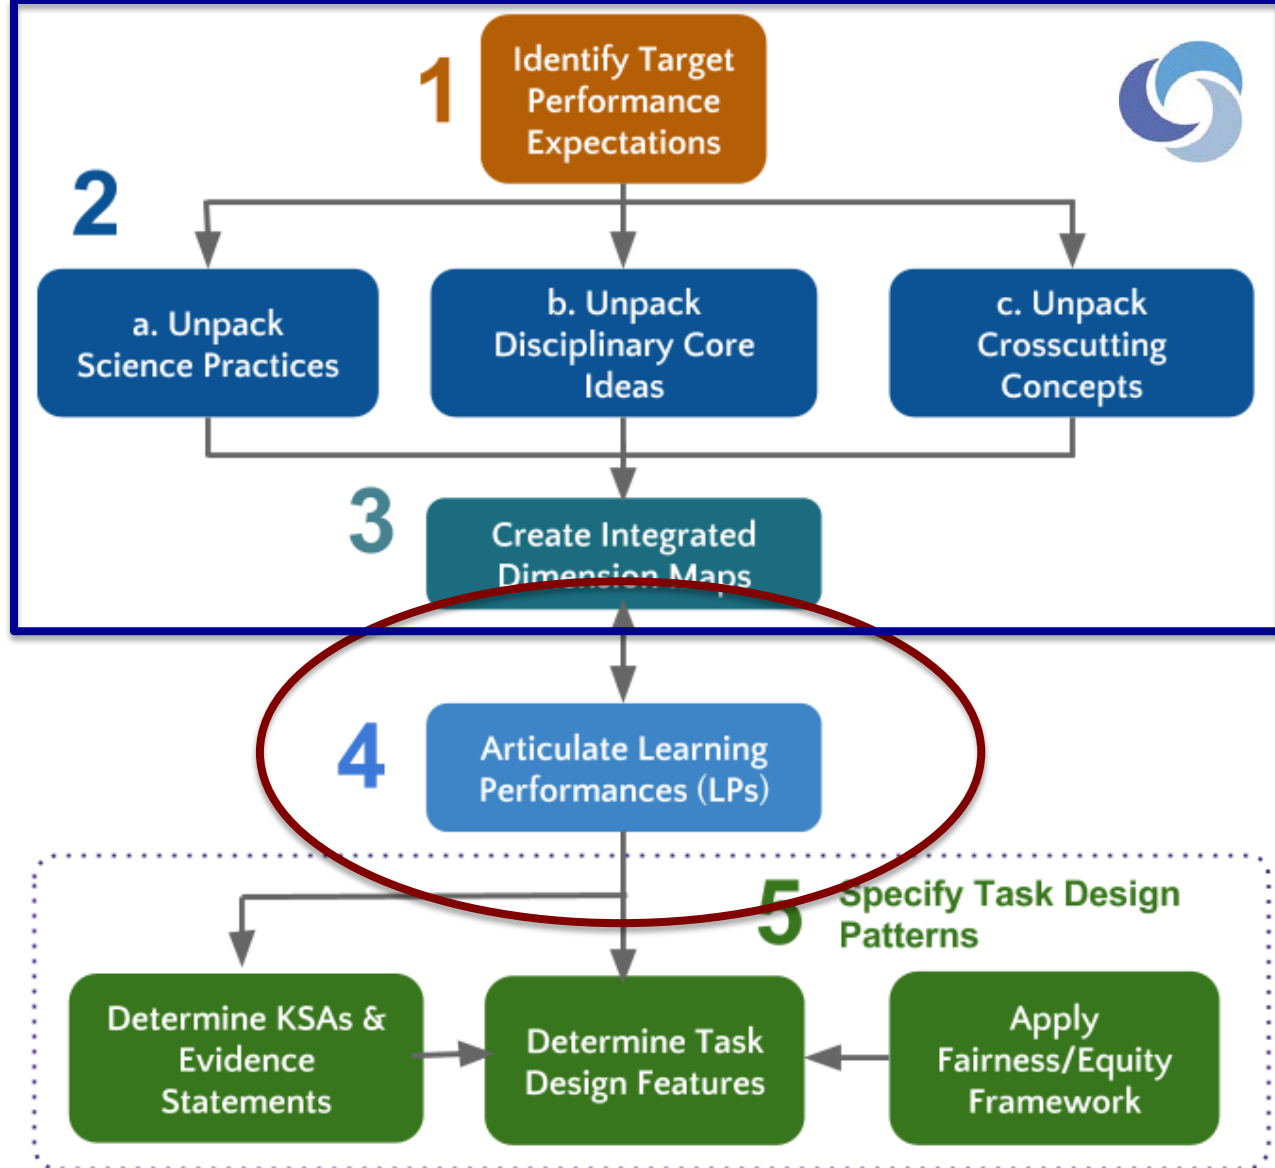 1
Identify Target
Performance
Expectations
2
a. Unpack
Science Practices
b. Unpack
Disciplinary Core
Ideas
c. Unpack
Crosscutting
Concepts
3
Create Integrated
Dimension Maps
4
Articulate Learning
Performances (LPs)
5
Specify Task Design
Patterns
Determine KSAs &
Evidence
Statements
Determine Task
Design Features
Apply
Fairness/Equity
Framework